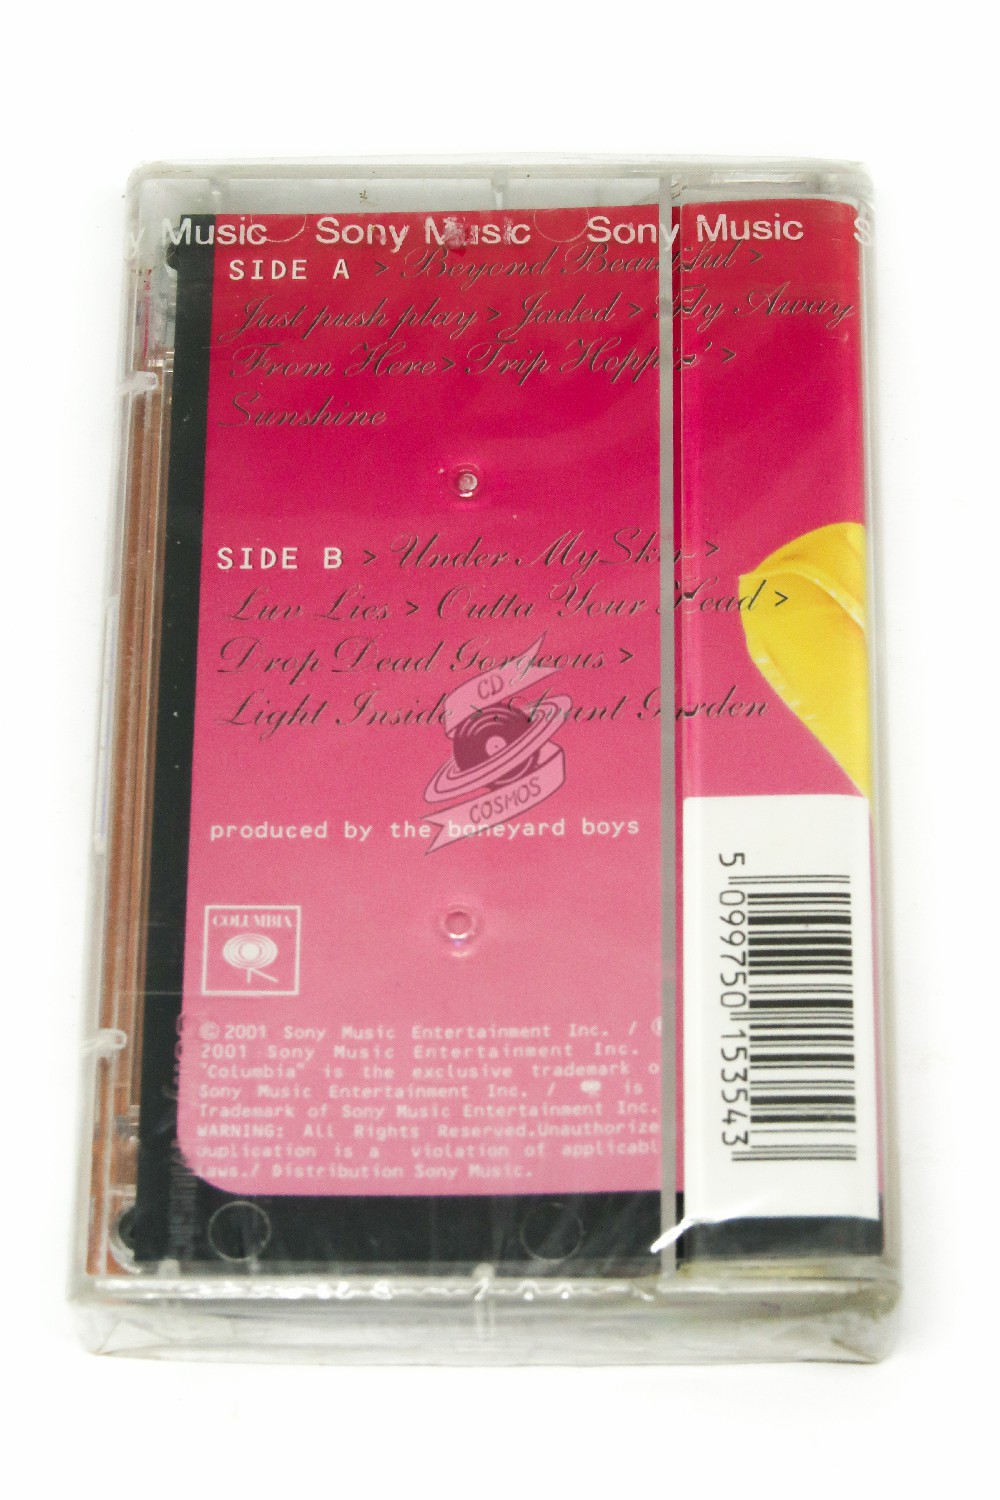 Music Sony Music Sony Music S
SIDE A > Beyond Beautiful >
Just push play > Jaded > Fly Away
From Here > Trip Hoppin' >
Sunshine
SIDE B > Under My Skin >
Luv Lies > Outta Your Head >
Drop Dead Gorgeous >
Light Inside > Avant Garden
CD
COSMOS
produced by the boneyard boys
COLUMBIA
© 2001 Sony Music Entertainment Inc. /
2001 Sony Music Entertainment Inc.
"Columbia" is the exclusive trademark o
Sony Music Entertainment Inc. / is
Trademark of Sony Music Entertainment Inc.
WARNING: All Rights Reserved.Unauthorize
Duplication is a violation of applicabl
laws./ Distribution Sony Music.
5 099750 153543